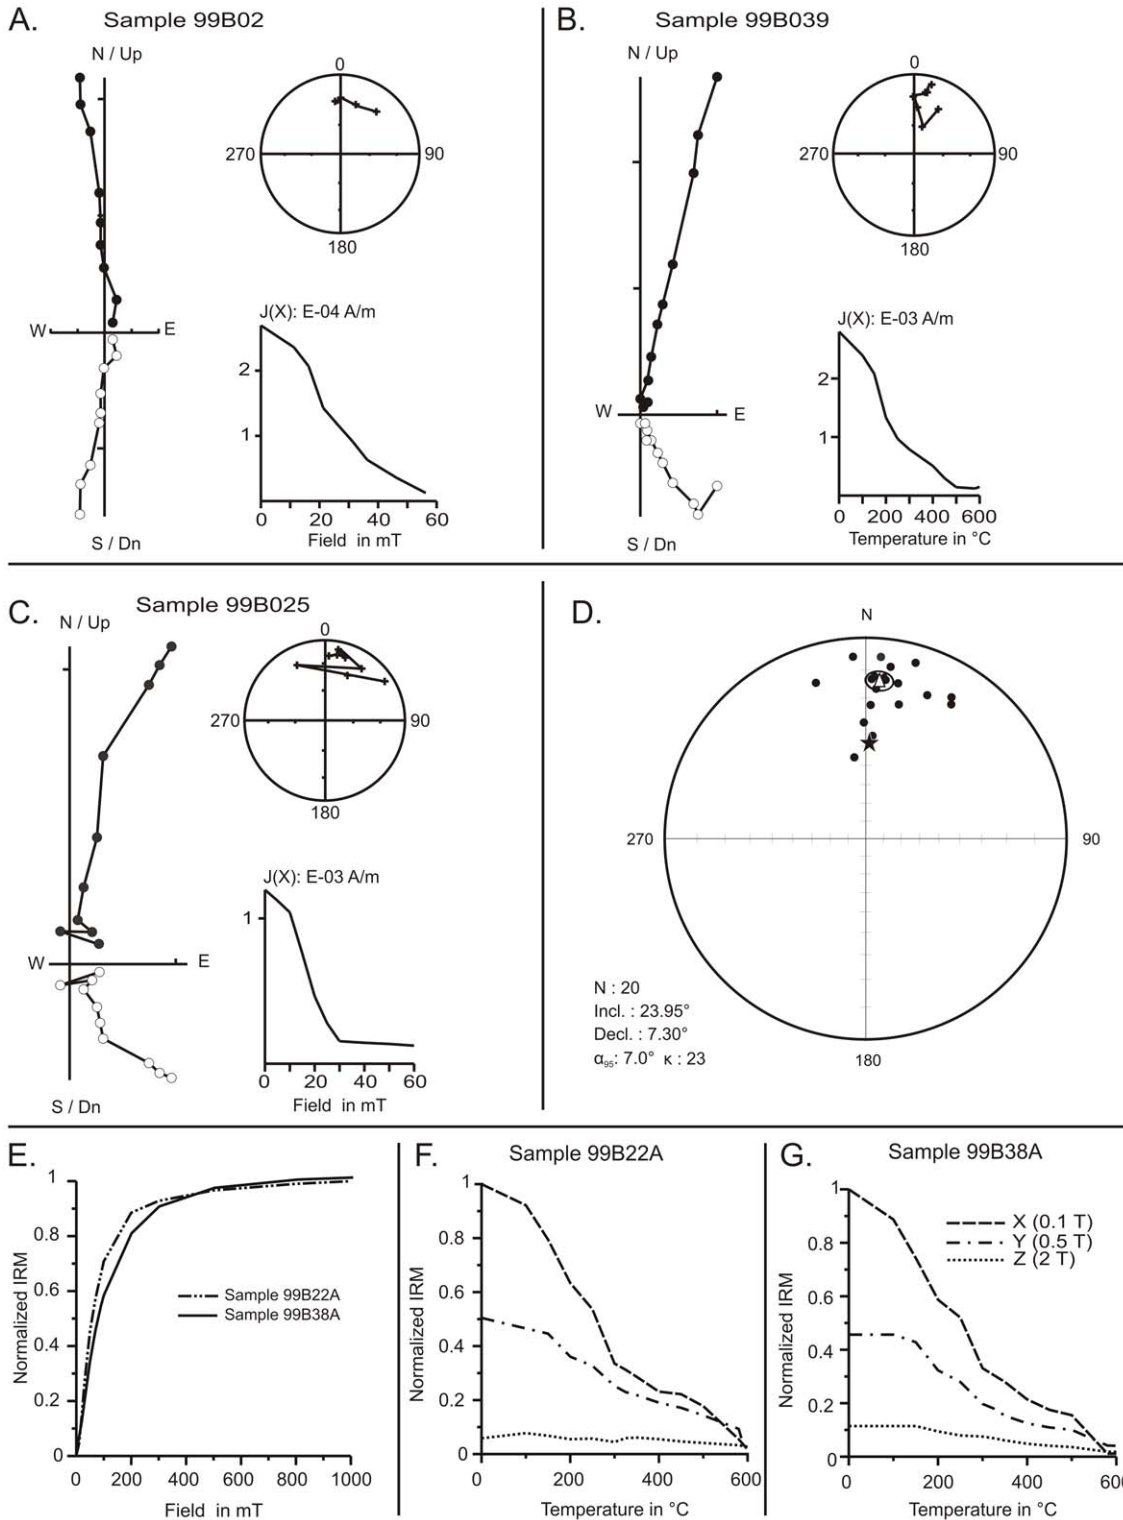 A.
Sample 99B02
N / Up
0
270
90
180
W
E
J(X): E-04 A/m
2
1
0 20 40 60
Field in mT
S / Dn
B.
Sample 99B039
N / Up
0
270
90
180
W
E
J(X): E-03 A/m
2
1
0 200 400 600
Temperature in °C
S / Dn
C.
Sample 99B025
N / Up
0
270
90
180
W
E
J(X): E-03 A/m
1
0 20 40 60
Field in mT
S / Dn
D.
N
270
90
180
N : 20
Incl. : 23.95°
Decl. : 7.30°
α95: 7.0° κ : 23
E.
1
0.8
0.6
0.4
0.2
0
Normalized IRM
Sample 99B22A
Sample 99B38A
0 200 400 600 800 1000
Field in mT
F.
Sample 99B22A
1
0.8
0.6
0.4
0.2
0
Normalized IRM
0 200 400 600
Temperature in °C
G.
Sample 99B38A
X (0.1 T)
Y (0.5 T)
Z (2 T)
1
0.8
0.6
0.4
0.2
0
Normalized IRM
0 200 400 600
Temperature in °C